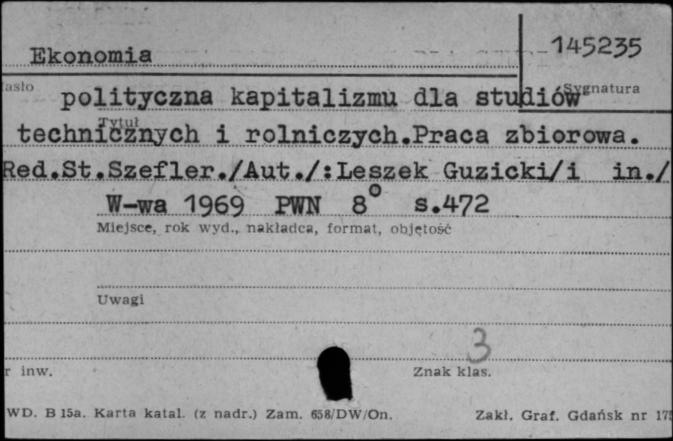 Ekonomia
145235
asło
Sygnatura
polityczna kapitalizmu dla studiów
Tytuł
technicznych i rolniczych.Praca zbiorowa.
Red.St.Szefler./Aut./:Leszek Guzicki/i in./
W-wa 1969 PWN 8° s.472
Miejsce, rok wyd., nakładca, format, objętość
Uwagi
3
r inw.
Znak klas.
WD. B 15a. Karta katal. (z nadr.) Zam. 658/DW/On.
Zakł. Graf. Gdańsk nr 175